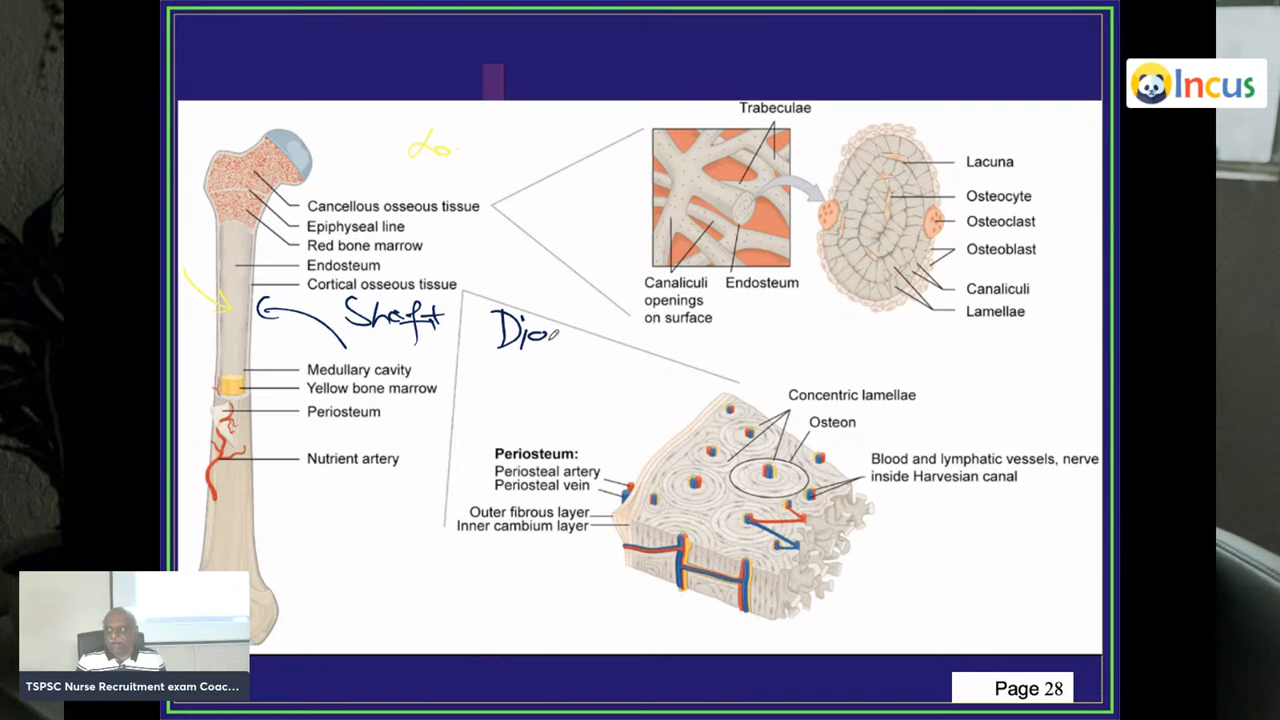 Incus
Trabeculae
Lacuna
Osteocyte
Osteoclast
Osteoblast
Canaliculi
Lamellae
Canaliculi
openings
on surface
Endosteum
Cancellous osseous tissue
Epiphyseal line
Red bone marrow
Endosteum
Cortical osseous tissue
Shaft
Medullary cavity
Yellow bone marrow
Periosteum
Nutrient artery
Concentric lamellae
Osteon
Blood and lymphatic vessels, nerve
inside Harvesian canal
Periosteum:
Periosteal artery
Periosteal vein
Outer fibrous layer
Inner cambium layer
TSPSC Nurse Recruitment exam Coac...
Page 28